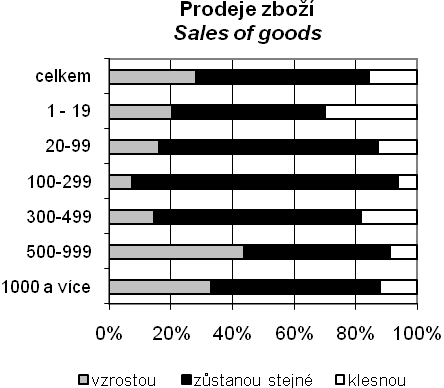 Prodeje zboží
Sales of goods
celkem
1 - 19
20-99
100-299
300-499
500-999
1000 a více
0% 20% 40% 60% 80% 100%
vzrostou zůstanou stejné klesnou